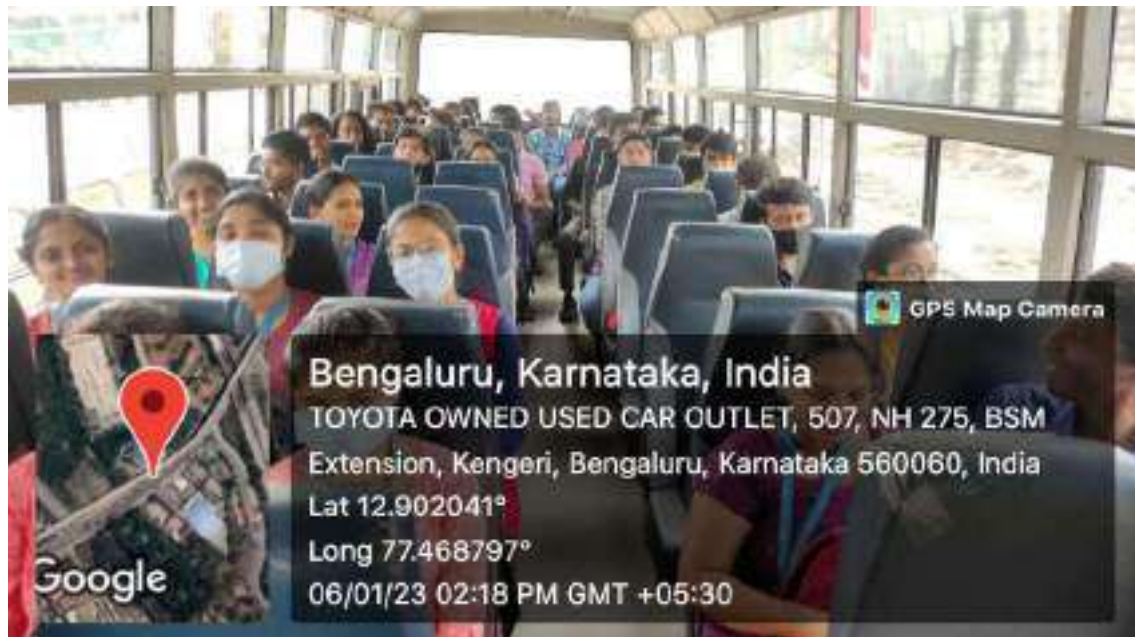 GPS Map Camera
Bengaluru, Karnataka, India
TOYOTA OWNED USED CAR OUTLET, 507, NH 275, BSM
Extension, Kengeri, Bengaluru, Karnataka 560060, India
Lat 12.902041°
Long 77.468797°
06/01/23 02:18 PM GMT +05:30
Google